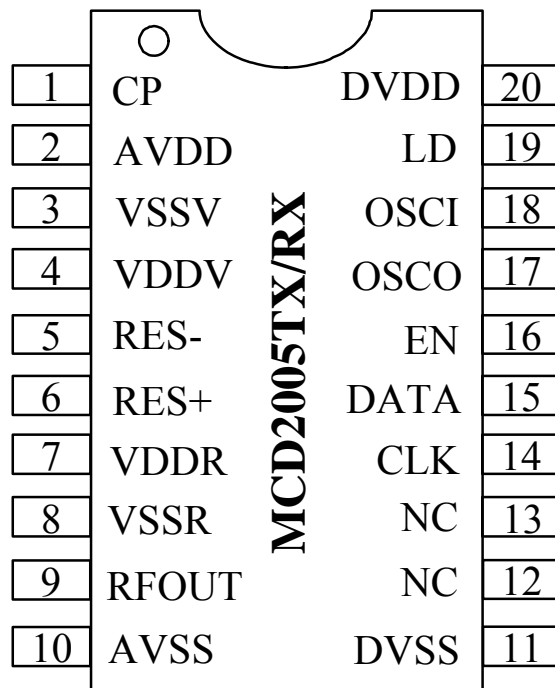 1 CP DVDD 20
2 AVDD LD 19
3 VSSV OSCI 18
4 VDDV OSCO 17
5 RES- EN 16
6 RES+ DATA 15
7 VDDR CLK 14
8 VSSR NC 13
9 RFOUT NC 12
10 AVSS DVSS 11
MCD2005TX/RX